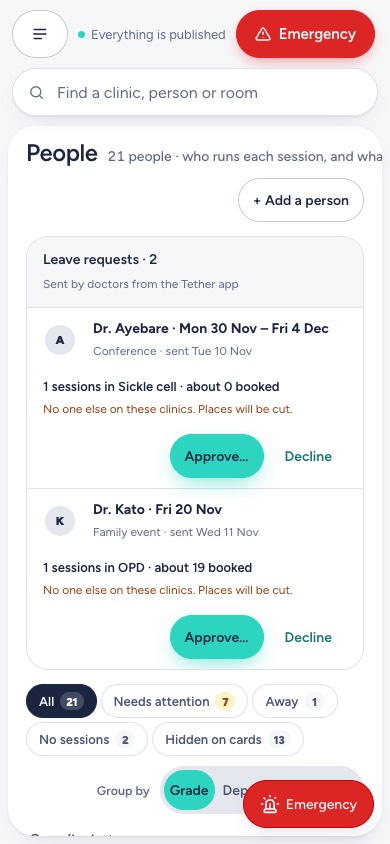 Everything is published
Emergency
Find a clinic, person or room
People 21 people · who runs each session, and wha
+ Add a person
Leave requests · 2
Sent by doctors from the Tether app
A
Dr. Ayebare · Mon 30 Nov – Fri 4 Dec
Conference · sent Tue 10 Nov
1 sessions in Sickle cell · about 0 booked
No one else on these clinics. Places will be cut.
Approve... Decline
K
Dr. Kato · Fri 20 Nov
Family event · sent Wed 11 Nov
1 sessions in OPD · about 19 booked
No one else on these clinics. Places will be cut.
Approve... Decline
All 21 Needs attention 7 Away 1
No sessions 2 Hidden on cards 13
Group by Grade Dep
Emergency